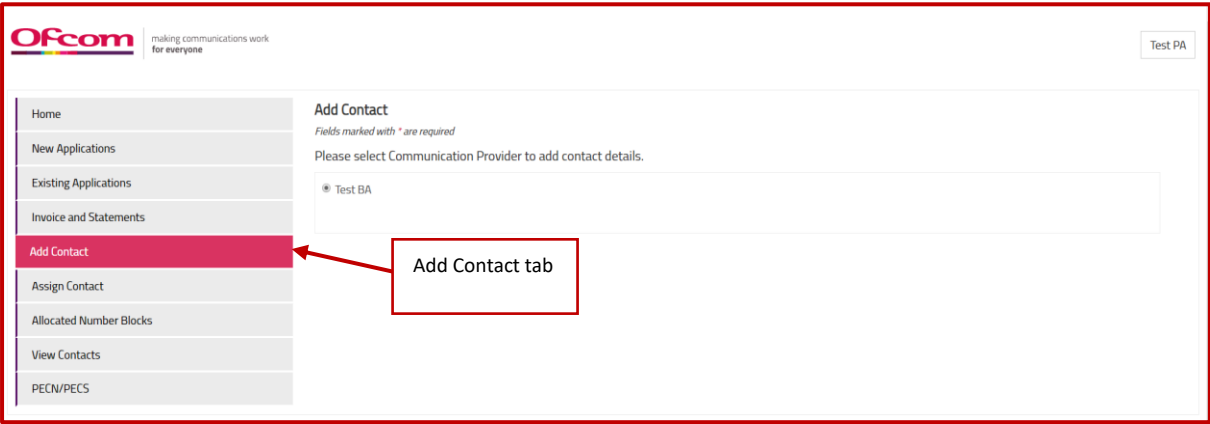 Ofcom
making communications work
for everyone
Test PA
Home
New Applications
Existing Applications
Invoice and Statements
Add Contact
Assign Contact
Allocated Number Blocks
View Contacts
PECN/PECS
Add Contact
Fields marked with * are required
Please select Communication Provider to add contact details.
Test BA
Add Contact tab